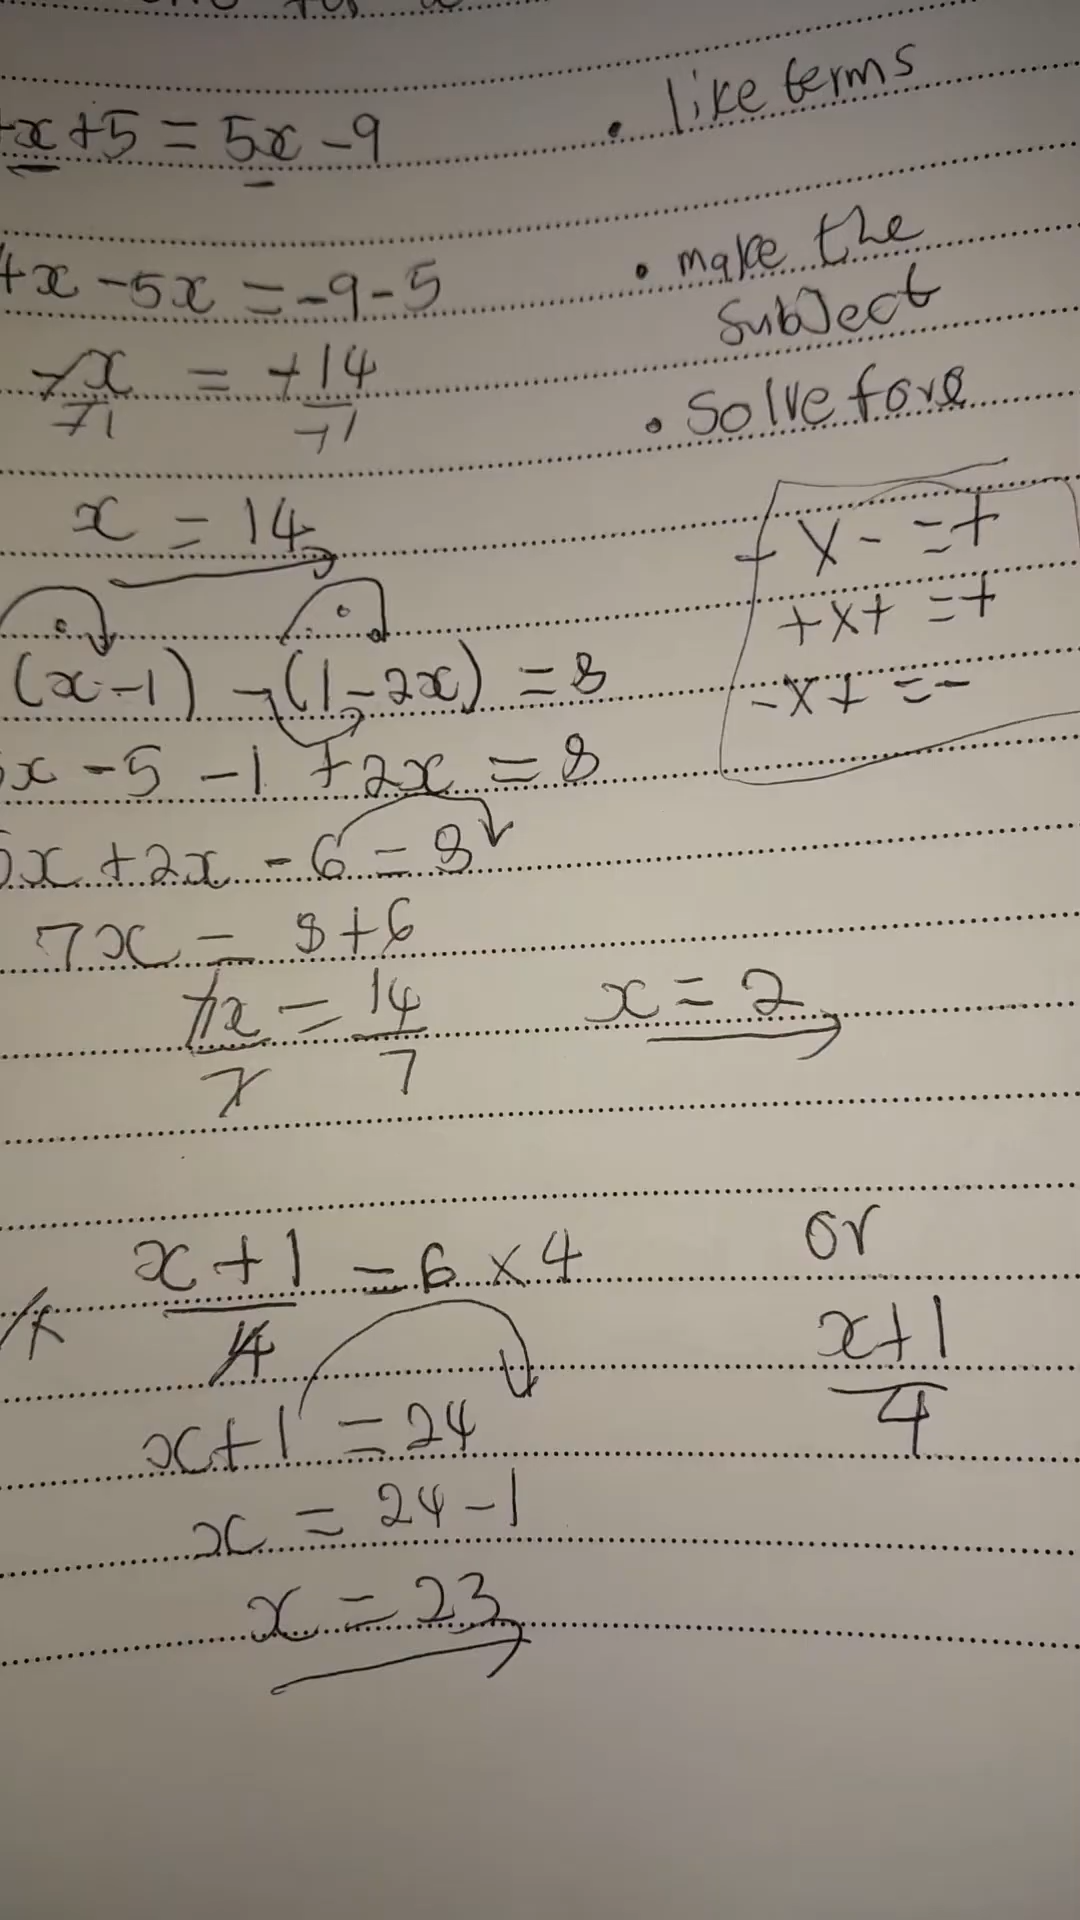 x+5 = 5x-9
• like terms
4x-5x = -9-5
• make the
subject
-x/-1 = -14/-1
• Solve for x
x = 14
- x - = +
+ x + = +
- x + = -
(x-1) - (1-2x) = 8
x - 5 - 1 + 2x = 8
5x + 2x - 6 = 8
7x = 8+6
7x/7 = 14/7
x = 2
x+1/4 = 6 x 4
or
x+1/4
x+1 = 24
x = 24-1
x = 23